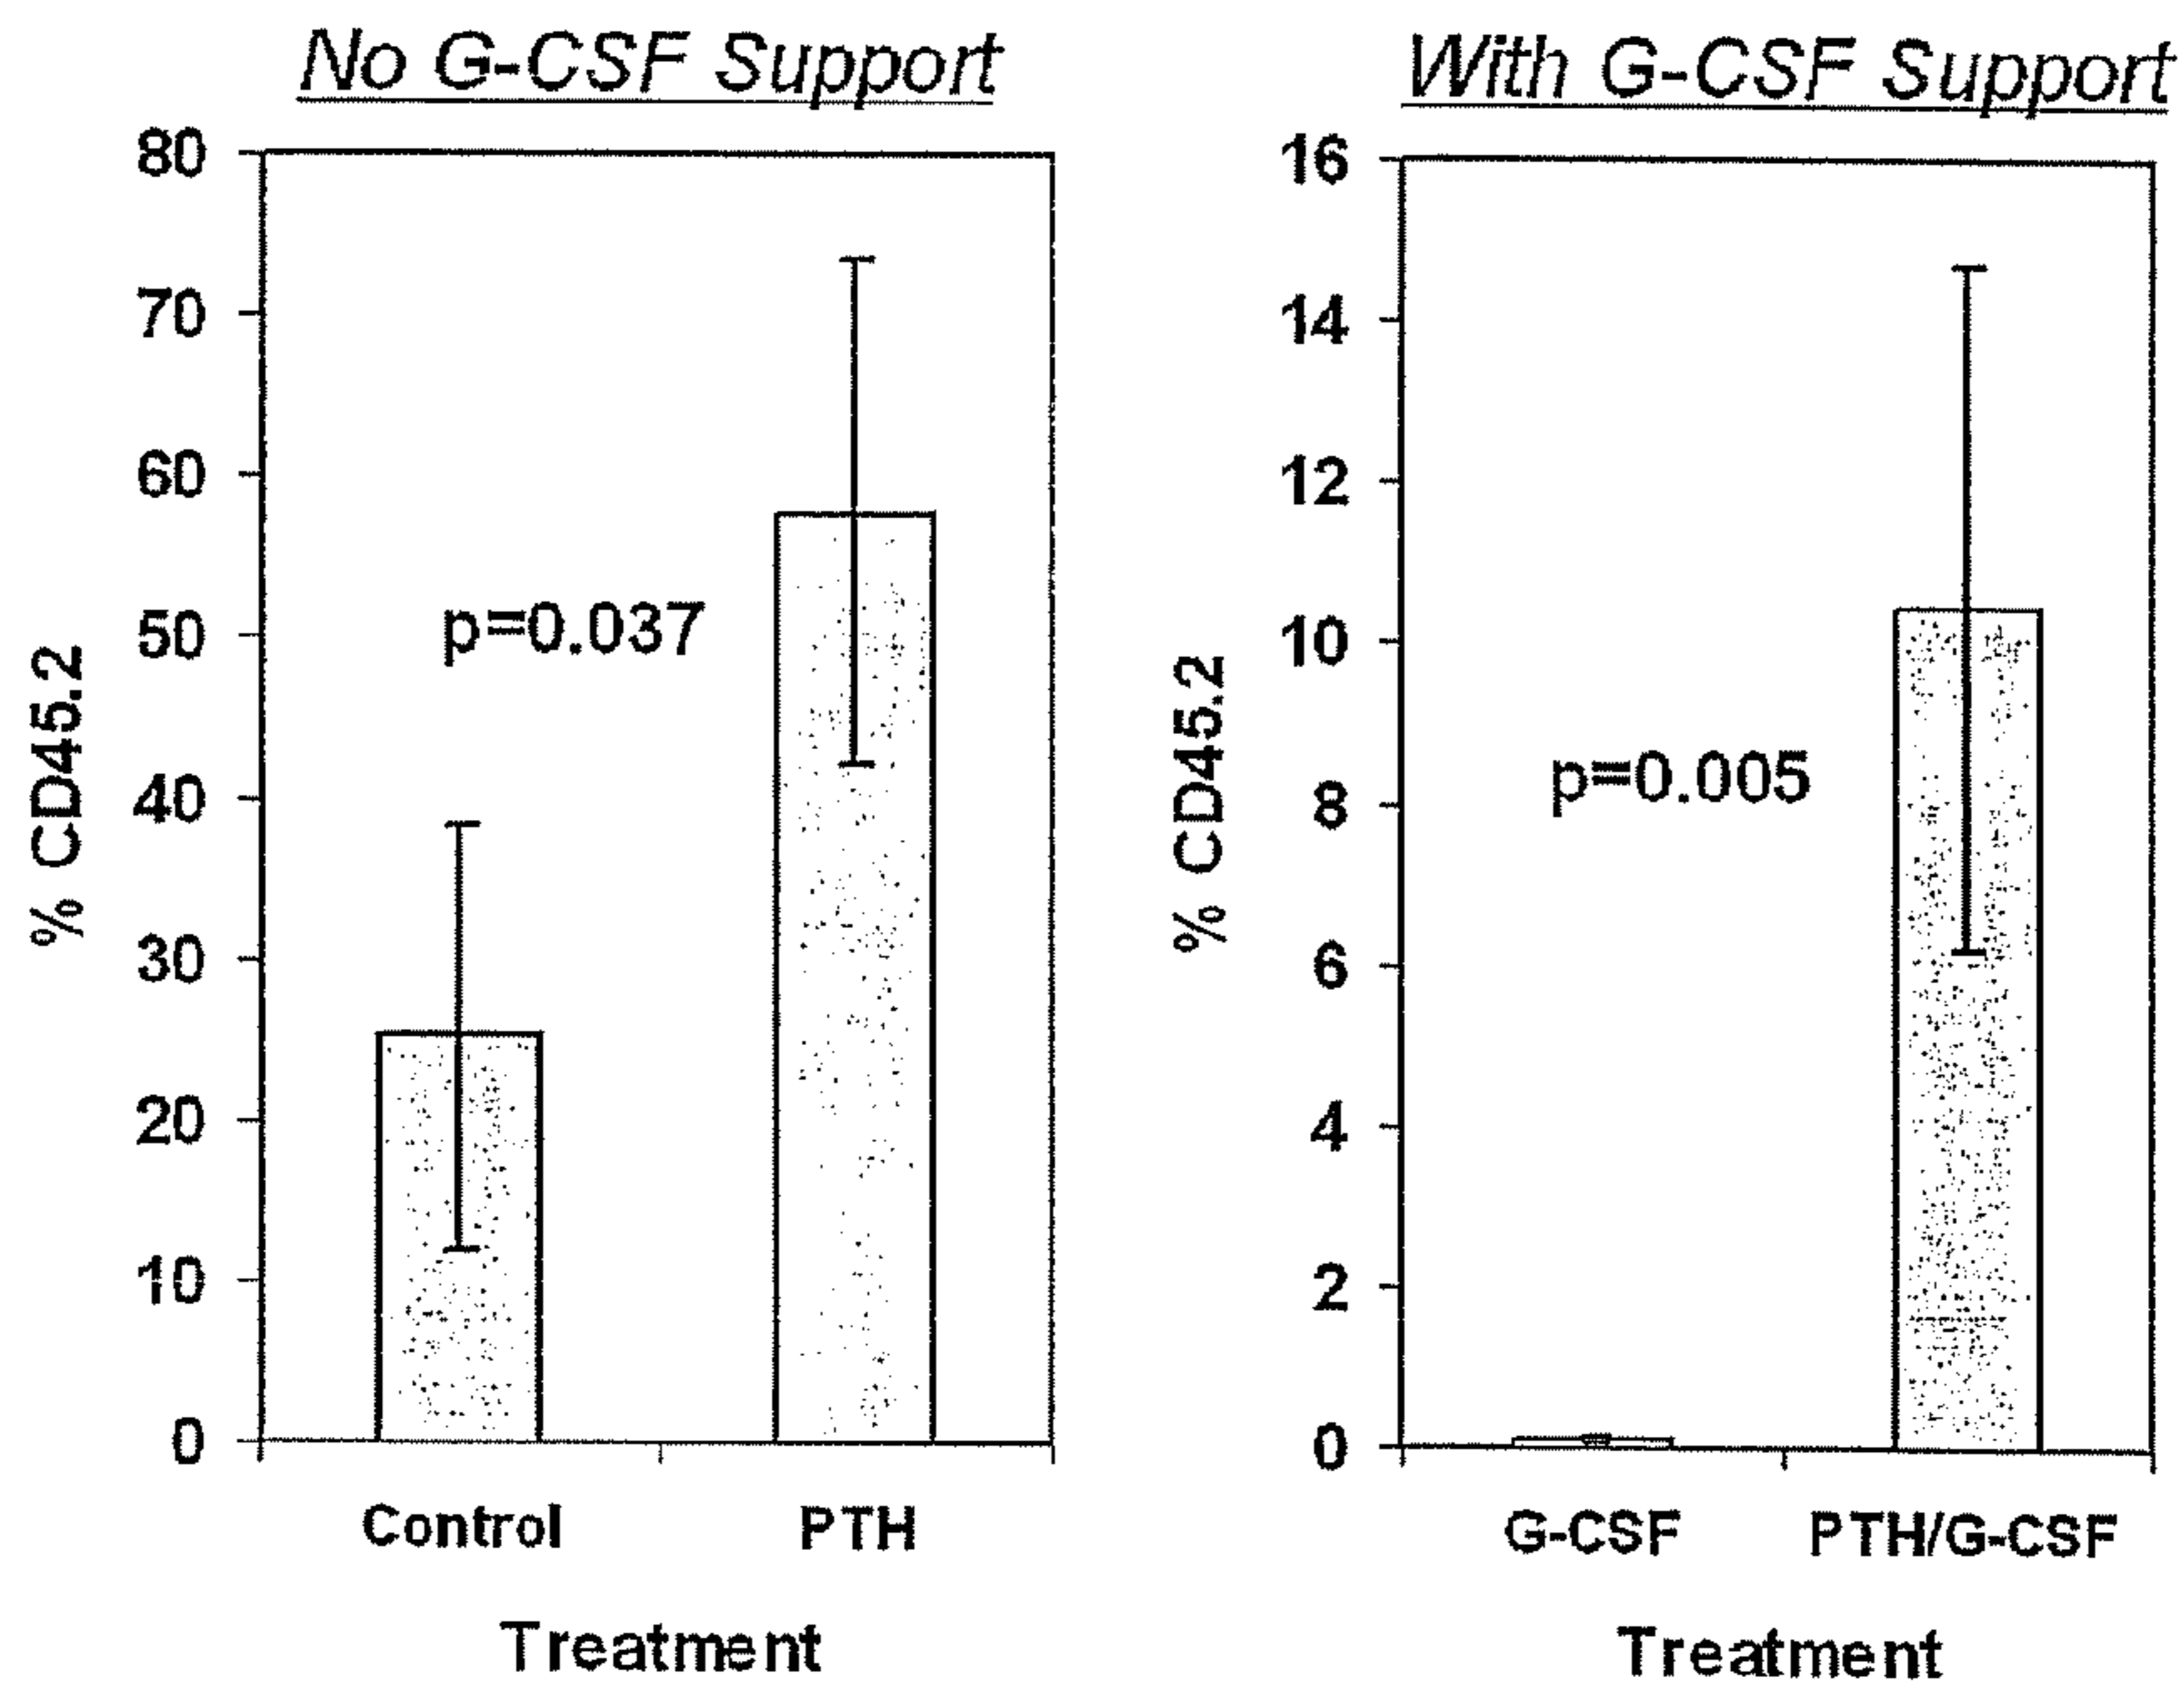 No G-CSF Support
80
70
60
50
40
30
20
10
0
% CD45.2
p=0.037
Control PTH
Treatment
With G-CSF Support
16
14
12
10
8
6
4
2
0
% CD45.2
p=0.005
G-CSF PTH/G-CSF
Treatment